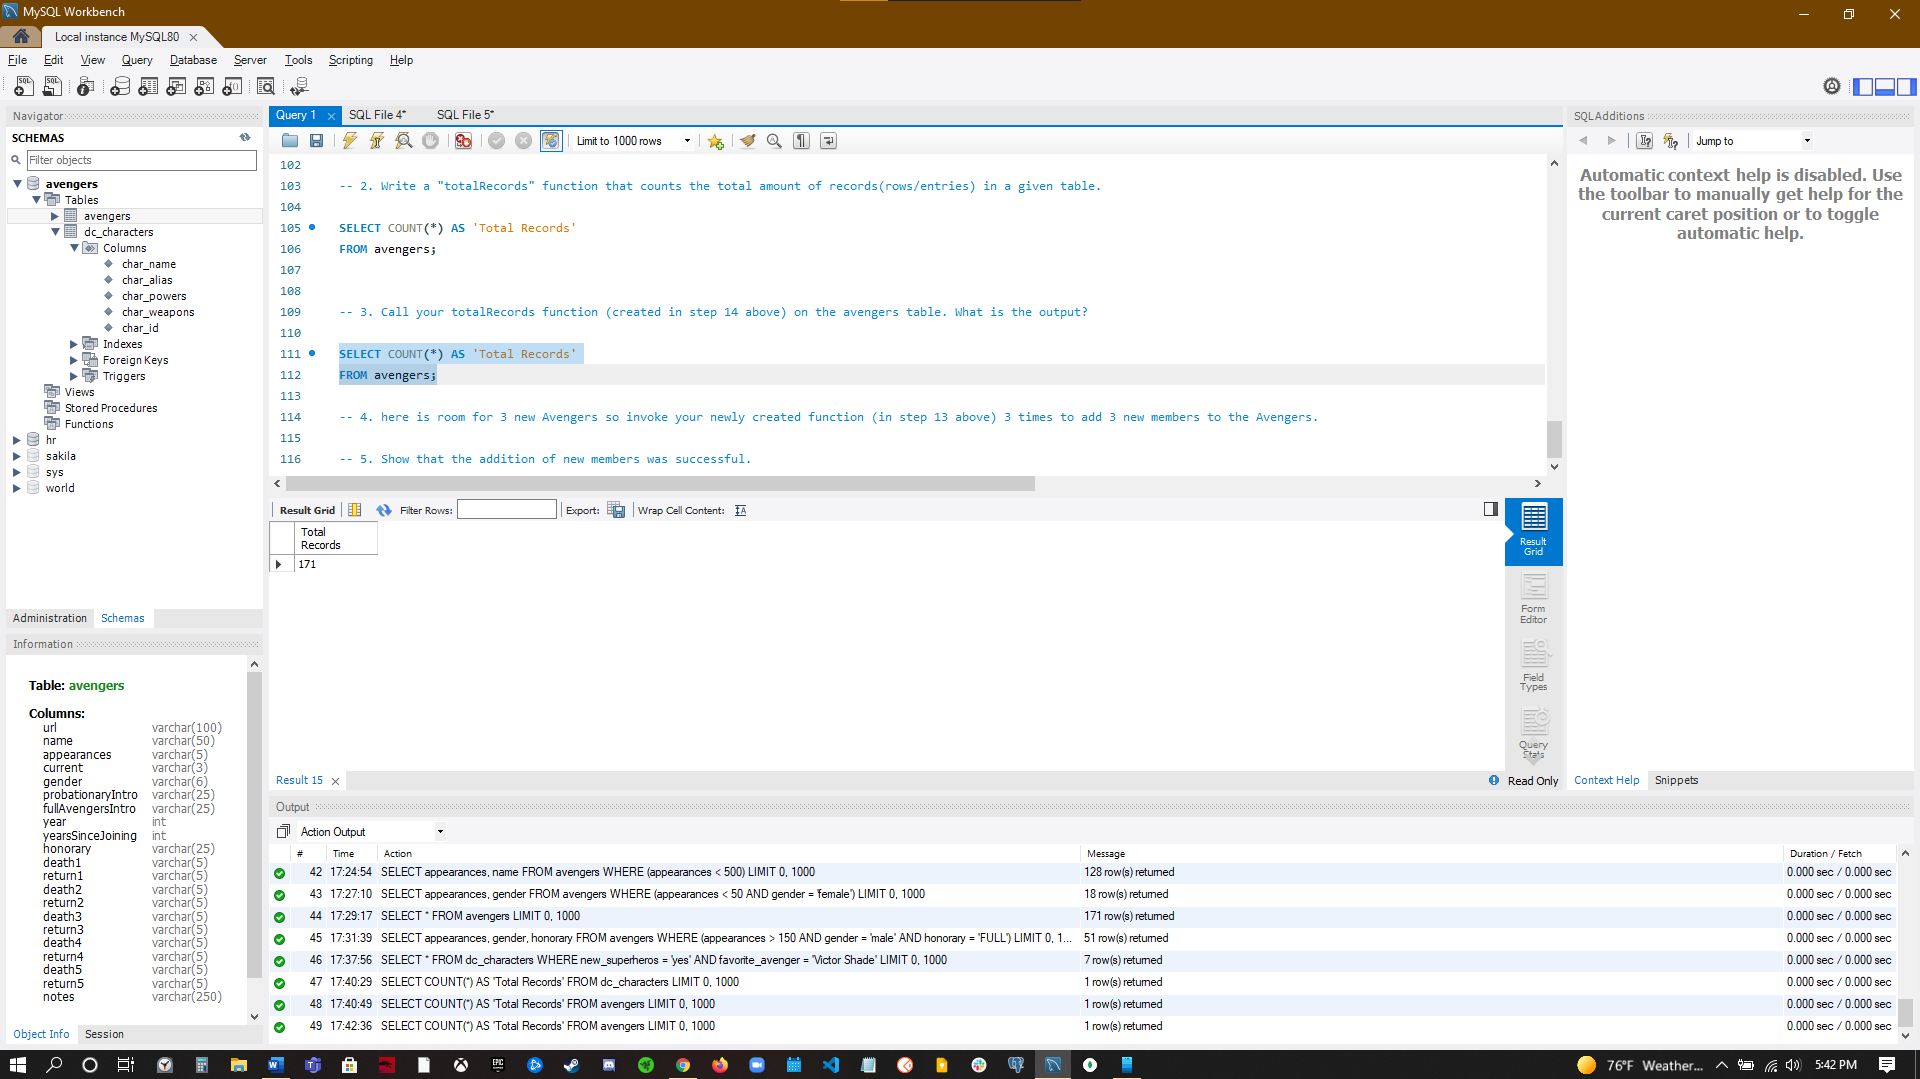 MySQL Workbench
Local instance MySQL80
File Edit View Query Database Server Tools Scripting Help
Navigator
SCHEMAS
Filter objects
avengers
Tables
avengers
dc_characters
Columns
char_name
char_alias
char_powers
char_weapons
char_id
Indexes
Foreign Keys
Triggers
Views
Stored Procedures
Functions
hr
sakila
sys
world
Administration Schemas
Information
Table: avengers
Columns:
url varchar(100)
name varchar(50)
appearances varchar(5)
current varchar(3)
gender varchar(6)
probationaryIntro varchar(25)
fullAvengersIntro varchar(25)
year int
yearsSinceJoining int
honorary varchar(25)
death1 varchar(5)
return1 varchar(5)
death2 varchar(5)
return2 varchar(5)
death3 varchar(5)
return3 varchar(5)
death4 varchar(5)
return4 varchar(5)
death5 varchar(5)
return5 varchar(5)
notes varchar(250)
Object Info Session
Query 1 SQL File 4* SQL File 5*
Limit to 1000 rows
102
103 -- 2. Write a "totalRecords" function that counts the total amount of records(rows/entries) in a given table.
104
105 SELECT COUNT(*) AS 'Total Records'
106 FROM avengers;
107
108
109 -- 3. Call your totalRecords function (created in step 14 above) on the avengers table. What is the output?
110
111 SELECT COUNT(*) AS 'Total Records'
112 FROM avengers;
113
114 -- 4. here is room for 3 new Avengers so invoke your newly created function (in step 13 above) 3 times to add 3 new members to the Avengers.
115
116 -- 5. Show that the addition of new members was successful.
Result Grid Filter Rows: Export: Wrap Cell Content:
Total
Records
171
Result
Grid
Form
Editor
Field
Types
Query
Stats
Result 15
Read Only
SQLAdditions
Jump to
Automatic context help is disabled. Use
the toolbar to manually get help for the
current caret position or to toggle
automatic help.
Context Help Snippets
Output
Action Output
# Time Action Message Duration / Fetch
42 17:24:54 SELECT appearances, name FROM avengers WHERE (appearances < 500) LIMIT 0, 1000 128 row(s) returned 0.000 sec / 0.000 sec
43 17:27:10 SELECT appearances, gender FROM avengers WHERE (appearances < 50 AND gender = 'female') LIMIT 0, 1000 18 row(s) returned 0.000 sec / 0.000 sec
44 17:29:17 SELECT * FROM avengers LIMIT 0, 1000 171 row(s) returned 0.000 sec / 0.000 sec
45 17:31:39 SELECT appearances, gender, honorary FROM avengers WHERE (appearances > 150 AND gender = 'male' AND honorary = 'FULL') LIMIT 0, 1... 51 row(s) returned 0.000 sec / 0.000 sec
46 17:37:56 SELECT * FROM dc_characters WHERE new_superheros = 'yes' AND favorite_avenger = 'Victor Shade' LIMIT 0, 1000 7 row(s) returned 0.000 sec / 0.000 sec
47 17:40:29 SELECT COUNT(*) AS 'Total Records' FROM dc_characters LIMIT 0, 1000 1 row(s) returned 0.000 sec / 0.000 sec
48 17:40:49 SELECT COUNT(*) AS 'Total Records' FROM avengers LIMIT 0, 1000 1 row(s) returned 0.000 sec / 0.000 sec
49 17:42:36 SELECT COUNT(*) AS 'Total Records' FROM avengers LIMIT 0, 1000 1 row(s) returned 0.000 sec / 0.000 sec
76°F Weather... 5:42 PM